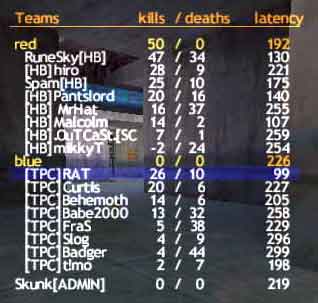 Teams kills / deaths latency
red 50 / 0 192
RuneSky[HB] 47 / 34 130
[HB]hiro 28 / 9 221
Spam[HB] 25 / 10 175
[HB]Pantslord 20 / 16 140
[HB]_MrHat 16 / 37 255
[HB]Malcolm 14 / 2 107
[HB].OuTCaSt.[SC 7 / 1 259
[HB]mikkyT -2 / 24 254
blue 0 / 0 226
[TPC]RAT 26 / 10 99
[TPC]Curtis 20 / 6 227
[TPC]Behemoth 14 / 6 205
[TPC]Babe2000 13 / 32 258
[TPC]FraS 5 / 38 229
[TPC]Slog 4 / 9 296
[TPC]Badger 4 / 44 299
[TPC]t!mo 2 / 7 198
Skunk[ADMIN] 0 / 0 219